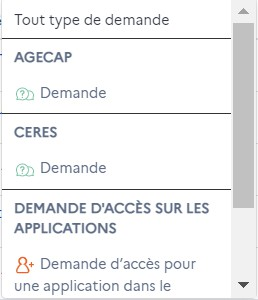 Tout type de demande
AGECAP
Demande
CERES
Demande
DEMANDE D'ACCÈS SUR LES
APPLICATIONS
Demande d’accès pour
une application dans le